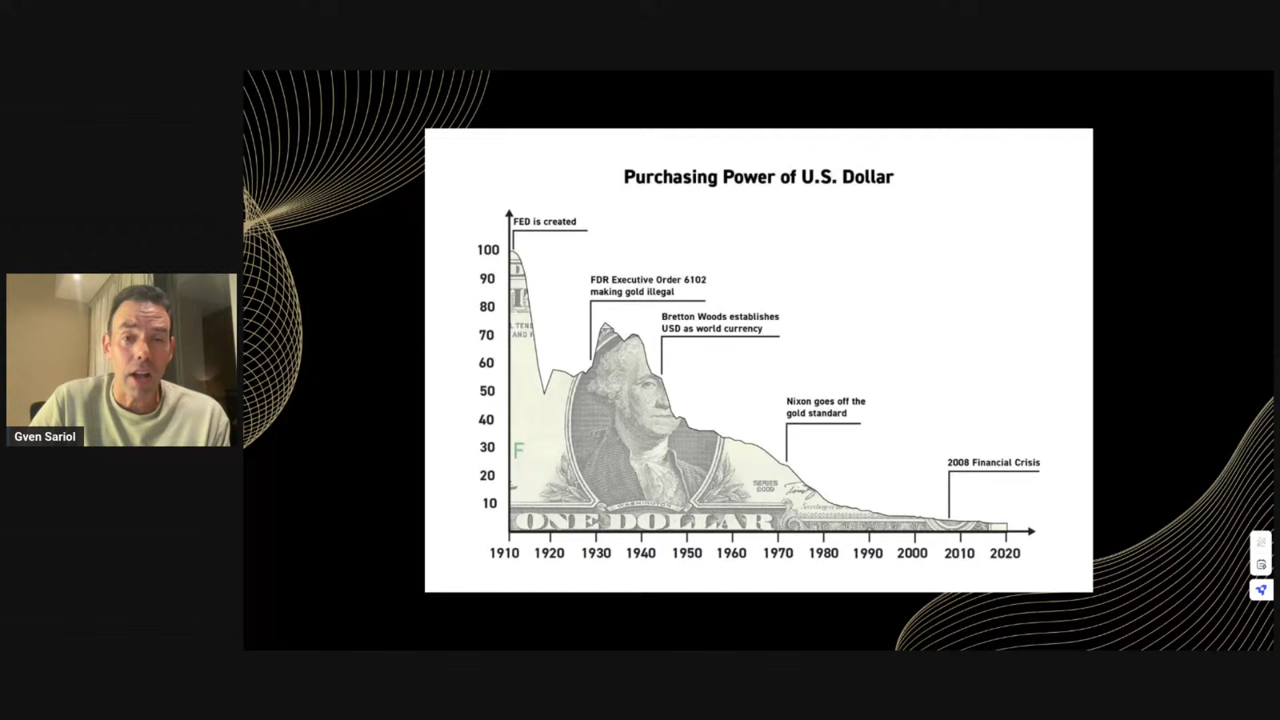 Purchasing Power of U.S. Dollar
FED is created
100
90
80
70
60
50
40
30
20
10
FDR Executive Order 6102
making gold illegal
Bretton Woods establishes
USD as world currency
Nixon goes off the
gold standard
2008 Financial Crisis
F
WASHINGTON
SERIES
ONE DOLLAR
1910 1920 1930 1940 1950 1960 1970 1980 1990 2000 2010 2020
Gven Sariol